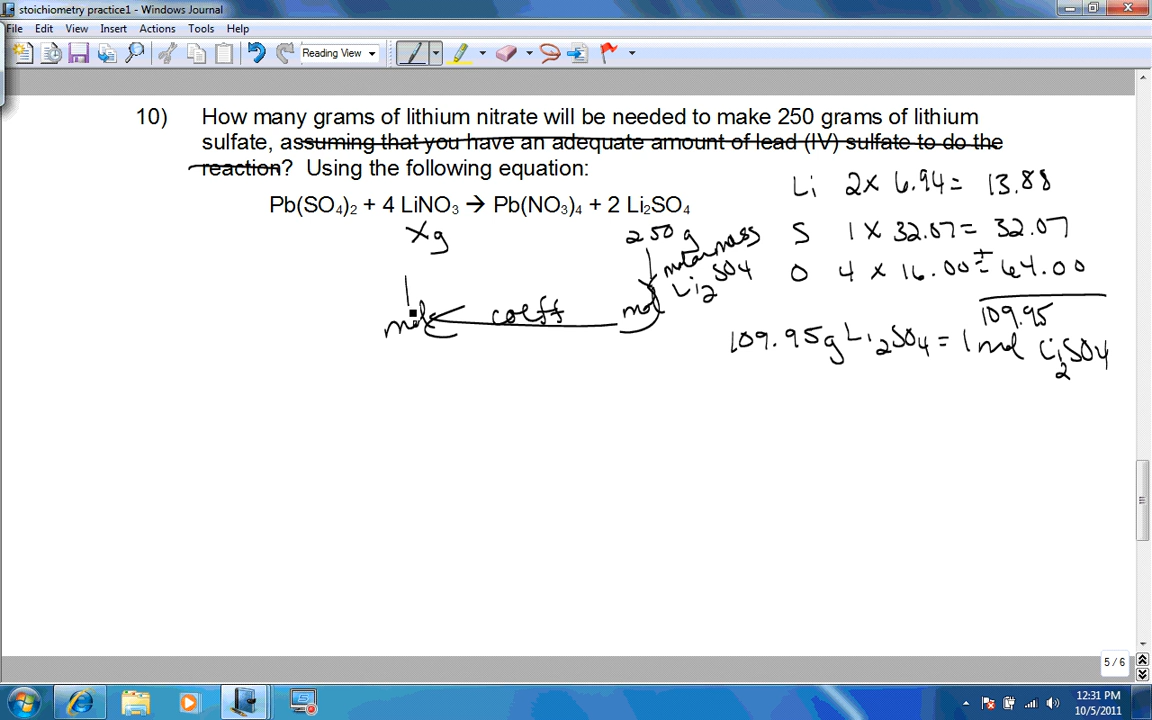 stoichiometry practice1 - Windows Journal
File Edit View Insert Actions Tools Help
Reading View
10) How many grams of lithium nitrate will be needed to make 250 grams of lithium
sulfate, assuming that you have an adequate amount of lead (IV) sulfate to do the
reaction? Using the following equation:
Pb(SO₄)₂ + 4 LiNO₃ → Pb(NO₃)₄ + 2 Li₂SO₄
Xg 250 g
molar mass
Li₂SO4
mol coeff mol
Li 2 x 6.94 = 13.88
S 1 x 32.07 = 32.07
O 4 x 16.00 = + 64.00
109.95
109.95g Li₂SO4 = 1 mol Li₂SO4
5 / 6
12:31 PM
10/5/2011